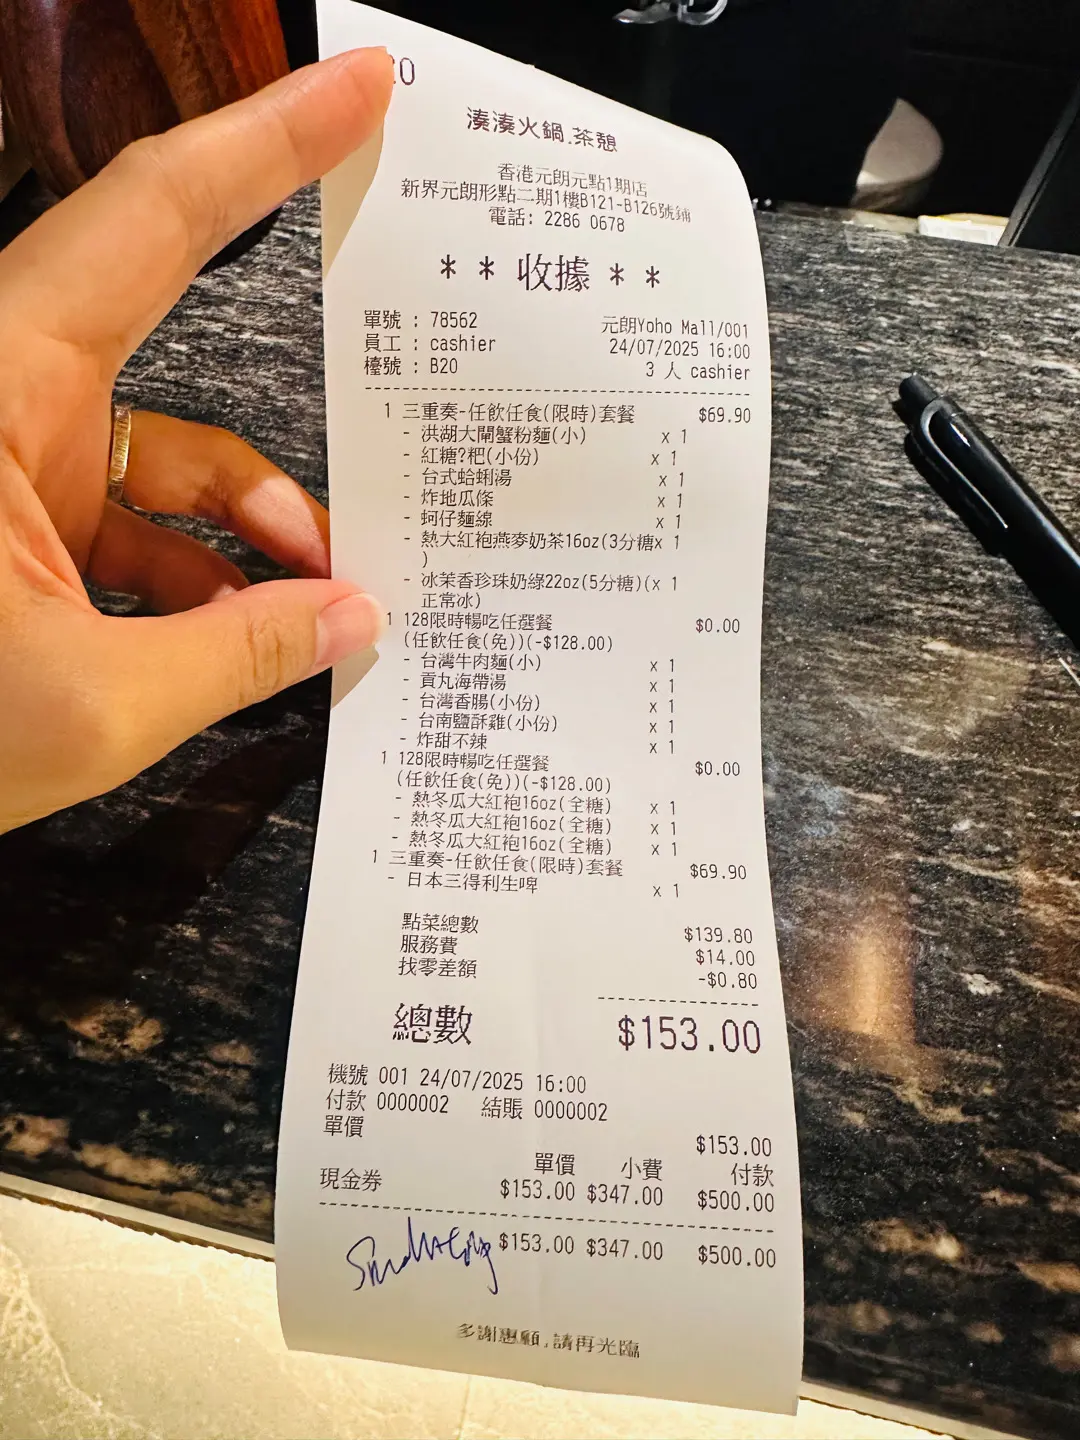 20
湊湊火鍋.茶憩
香港元朗元點1期店
新界元朗形點二期1樓B121-B126號鋪
電話: 2286 0678
* * 收據 * *
單號 : 78562 元朗Yoho Mall/001
員工 : cashier 24/07/2025 16:00
檯號 : B20 3 人 cashier
1 三重奏-任飲任食(限時)套餐 $69.90
- 洪湖大閘蟹粉麵(小) x 1
- 紅糖?粑(小份) x 1
- 台式蛤蜊湯 x 1
- 炸地瓜條 x 1
- 蚵仔麵線 x 1
- 熱大紅袍燕麥奶茶16oz(3分糖x 1
)
- 冰茉香珍珠奶綠22oz(5分糖)(x 1
正常冰)
1 128限時暢吃任選餐 $0.00
(任飲任食(免))(-$128.00)
- 台灣牛肉麵(小) x 1
- 貢丸海帶湯 x 1
- 台灣香腸(小份) x 1
- 台南鹽酥雞(小份) x 1
- 炸甜不辣 x 1
1 128限時暢吃任選餐 $0.00
(任飲任食(免))(-$128.00)
- 熱冬瓜大紅袍16oz(全糖) x 1
- 熱冬瓜大紅袍16oz(全糖) x 1
- 熱冬瓜大紅袍16oz(全糖) x 1
1 三重奏-任飲任食(限時)套餐 $69.90
- 日本三得利生啤 x 1
點菜總數 $139.80
服務費 $14.00
找零差額 -$0.80
總數 $153.00
機號 001 24/07/2025 16:00
付款 0000002 結賬 0000002
單價 $153.00
單價 小費 付款
現金券 $153.00 $347.00 $500.00
$153.00 $347.00 $500.00
多謝惠顧,請再光臨